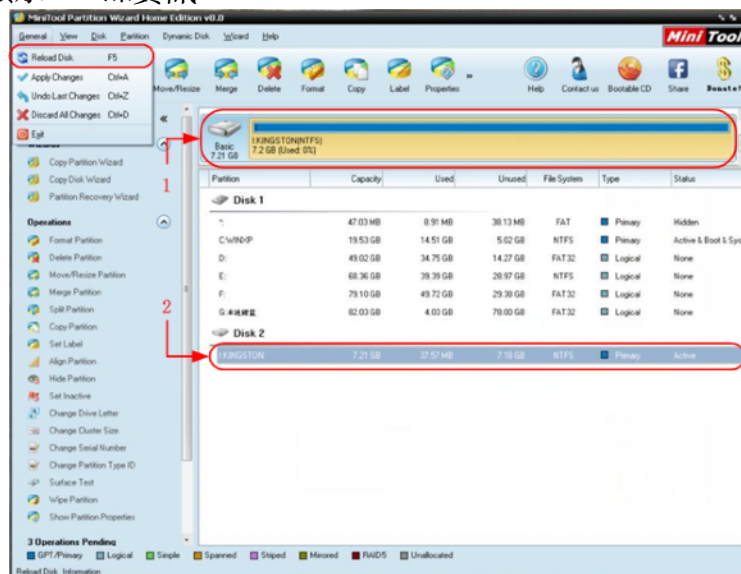 MiniTool Partition Wizard Home Edition v8.0
General View Disk Partition Dynamic Disk Wizard Help
Mini Tool
Reload Disk F5
Apply Changes Ctrl+A
Undo Last Changes Ctrl+Z
Discard All Changes Ctrl+D
Exit
Move/Resize Merge Delete Format Copy Label Properties » Help Contact us Bootable CD Share Donate!
Basic
7.21 GB
I:KINGSTON(NTFS)
7.2 GB (Used: 0%)
1
Copy Partition Wizard
Copy Disk Wizard
Partition Recovery Wizard
Operations
Format Partition
Delete Partition
Move/Resize Partition
Merge Partition
Split Partition
Copy Partition
Set Label
Align Partition
Hide Partition
Set Inactive
Change Drive Letter
Change Cluster Size
Change Serial Number
Change Partition Type ID
Surface Test
Wipe Partition
Show Partition Properties
3 Operations Pending
2
Partition Capacity Used Unused File System Type Status
Disk 1
*: 47.03 MB 8.91 MB 38.13 MB FAT Primary Hidden
C:WINXP 19.53 GB 14.51 GB 5.02 GB NTFS Primary Active & Boot & Sys
D: 49.02 GB 34.75 GB 14.27 GB FAT32 Logical None
E: 68.36 GB 39.39 GB 28.97 GB NTFS Logical None
F: 79.10 GB 49.72 GB 29.38 GB FAT32 Logical None
G: 82.03 GB 4.03 GB 78.00 GB FAT32 Logical None
Disk 2
I:KINGSTON 7.21 GB 37.57 MB 7.18 GB NTFS Primary Active
GPT/Primary Logical Simple Spanned Striped Mirrored RAID5 Unallocated
Reload Disk Information